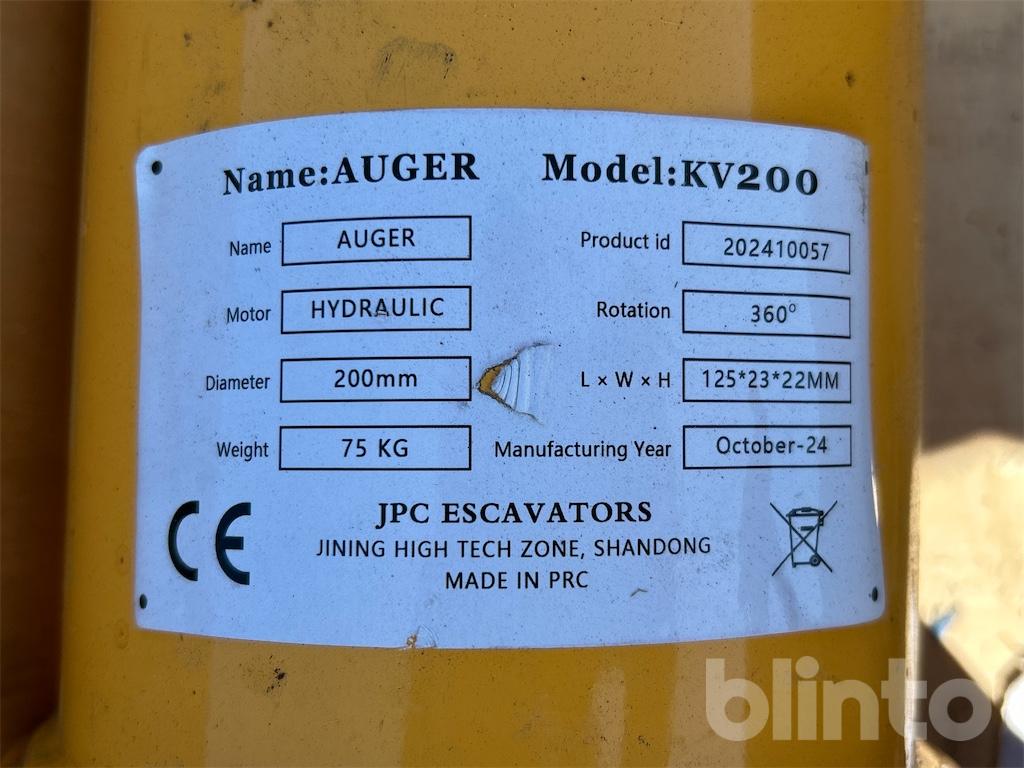 Name:AUGER Model:KV200
Name AUGER Product id 202410057
Motor HYDRAULIC Rotation 360°
Diameter 200mm L × W × H 125*23*22MM
Weight 75 KG Manufacturing Year October-24
CE
JPC ESCAVATORS
JINING HIGH TECH ZONE, SHANDONG
MADE IN PRC
blinto